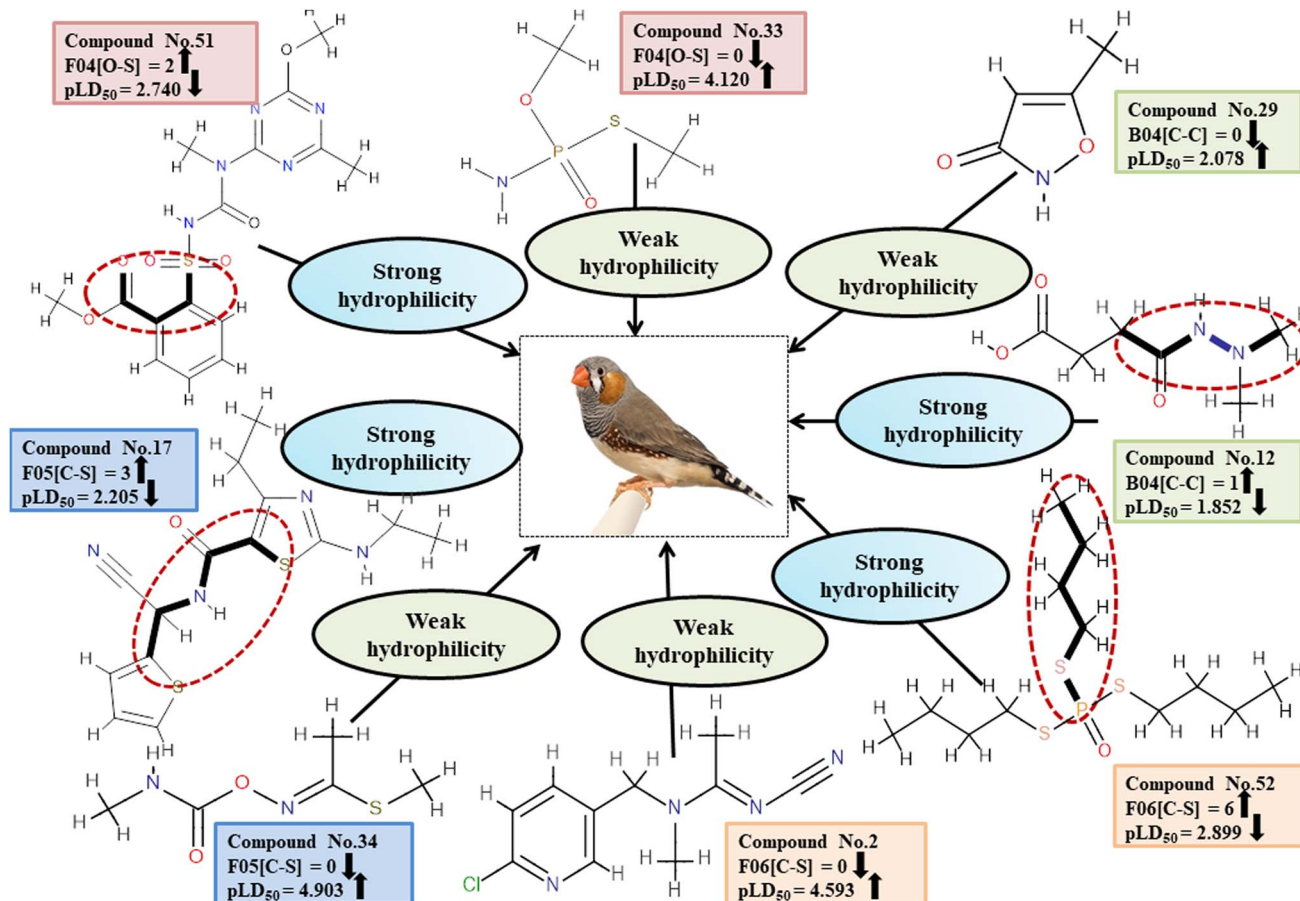 Compound No.51
F04[O-S] = 2
pLD50 = 2.740
Compound No.33
F04[O-S] = 0
pLD50 = 4.120
Compound No.29
B04[C-C] = 0
pLD50 = 2.078
Strong
hydrophilicity
Weak
hydrophilicity
Weak
hydrophilicity
Compound No.17
F05[C-S] = 3
pLD50 = 2.205
Strong
hydrophilicity
Strong
hydrophilicity
Compound No.12
B04[C-C] = 1
pLD50 = 1.852
Strong
hydrophilicity
Weak
hydrophilicity
Weak
hydrophilicity
Compound No.52
F06[C-S] = 6
pLD50 = 2.899
Compound No.34
F05[C-S] = 0
pLD50 = 4.903
Compound No.2
F06[C-S] = 0
pLD50 = 4.593